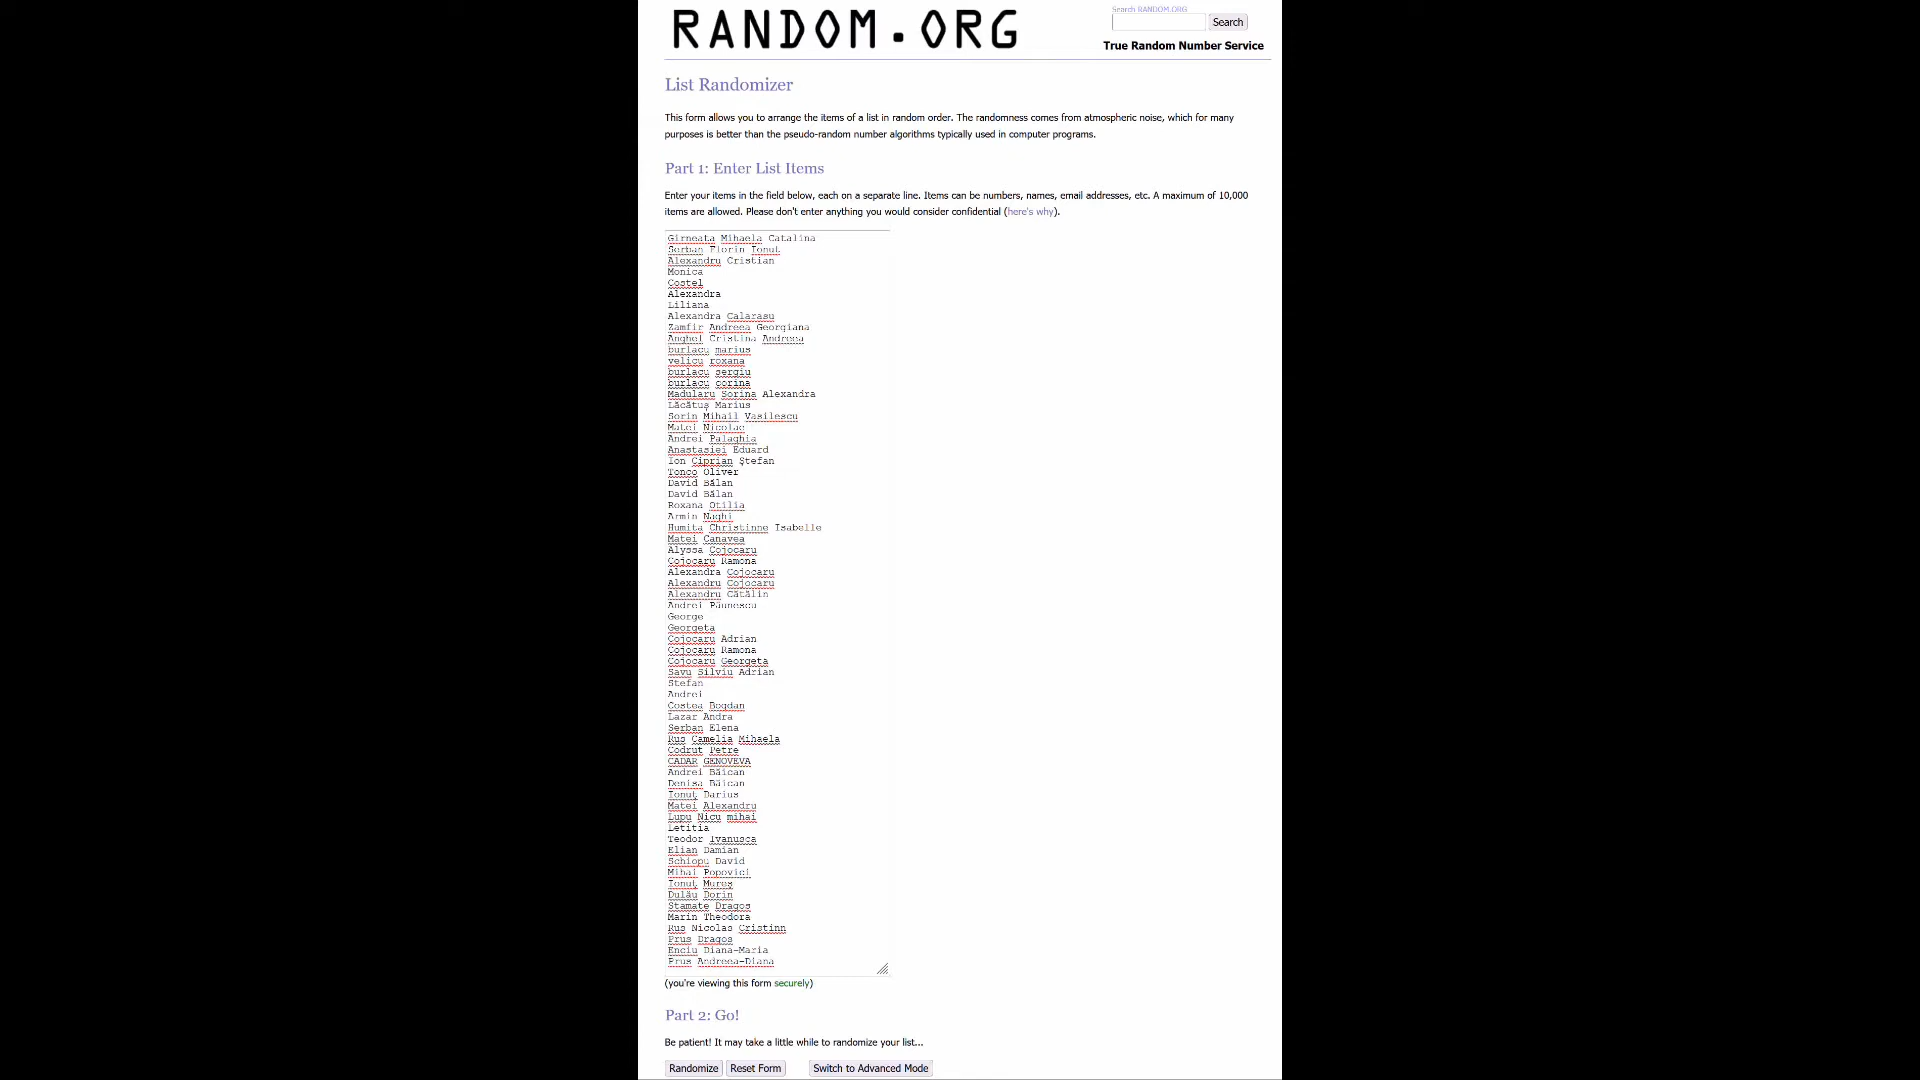 RANDOM.ORG
Search RANDOM.ORG
Search
True Random Number Service
List Randomizer
This form allows you to arrange the items of a list in random order. The randomness comes from atmospheric noise, which for many
purposes is better than the pseudo-random number algorithms typically used in computer programs.
Part 1: Enter List Items
Enter your items in the field below, each on a separate line. Items can be numbers, names, email addresses, etc. A maximum of 10,000
items are allowed. Please don't enter anything you would consider confidential (here's why).
Girneata Mihaela Catalina
Serban Florin Ionut
Alexandru Cristian
Monica
Costel
Alexandra
Liliana
Alexandra Calarasu
Zamfir Andreea Georgiana
Anghel Cristina Andreea
burlacu marius
velicu roxana
burlacu sergiu
burlacu corina
Madularu Sorina Alexandra
Lăcătuș Marius
Sorin Mihail Vasilescu
Matei Nicolae
Andrei Palaghia
Anastasiei Eduard
Ion Ciprian Ștefan
Tonco Oliver
David Bălan
David Bălan
Roxana Otilia
Armin Naghi
Humita Christinne Isabelle
Matei Canavea
Alyssa Cojocaru
Cojocaru Ramona
Alexandra Cojocaru
Alexandru Cojocaru
Alexandru Cătălin
Andrei Păunescu
George
Georgeta
Cojocaru Adrian
Cojocaru Ramona
Cojocaru Georgeta
Savu Silviu Adrian
Stefan
Andrei
Costea Bogdan
Lazar Andra
Serban Elena
Rus Camelia Mihaela
Codrut Petre
CADAR GENOVEVA
Andrei Băican
Denisa Băican
Ionuț Darius
Matei Alexandru
Lupu Nicu mihai
Letitia
Teodor Ivanusca
Elian Damian
Schiopu David
Mihai Popovici
Ionuț Mureș
Dulău Dorin
Stamate Dragos
Marin Theodora
Rus Nicolas Cristinn
Prus Dragos
Enciu Diana-Maria
Prus Andreea-Diana
(you're viewing this form securely)
Part 2: Go!
Be patient! It may take a little while to randomize your list...
Randomize Reset Form Switch to Advanced Mode